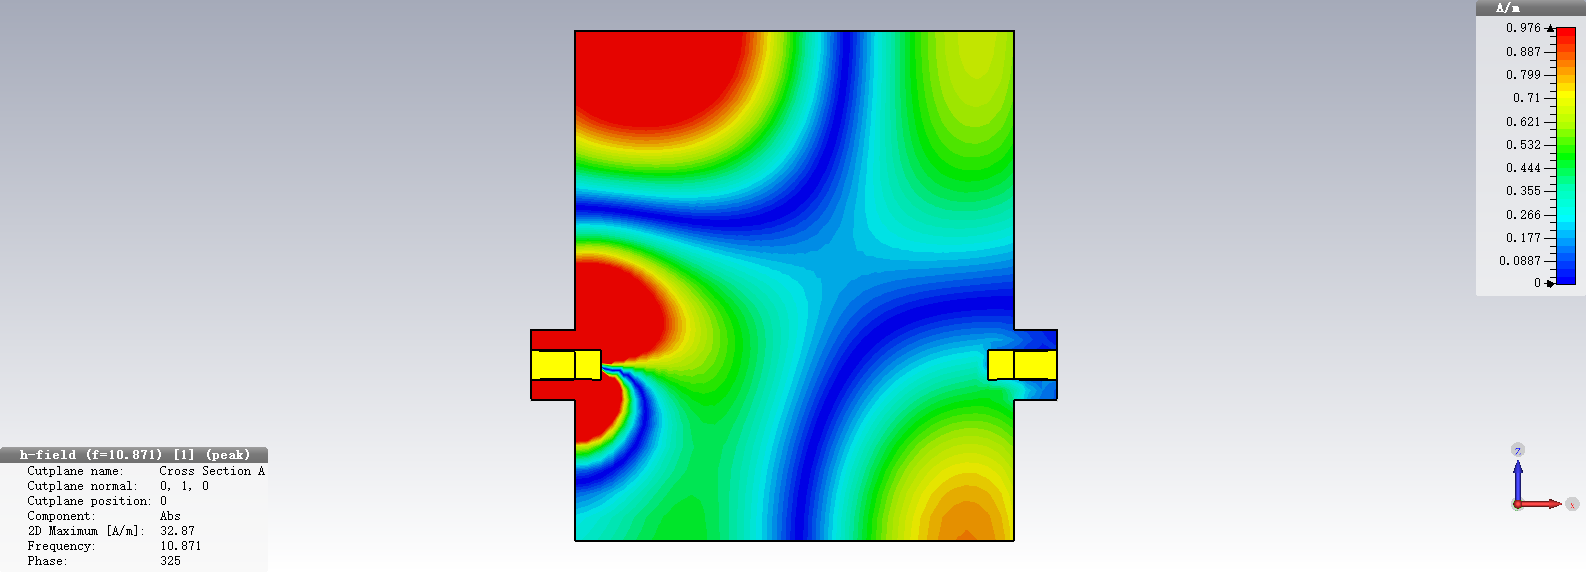 A/m
0.976
0.887
0.799
0.71
0.621
0.532
0.444
0.355
0.266
0.177
0.0887
0
h-field (f=10.871) [1] (peak)
Cutplane name: Cross Section A
Cutplane normal: 0, 1, 0
Cutplane position: 0
Component: Abs
2D Maximum [A/m]: 32.87
Frequency: 10.871
Phase: 325
z
x